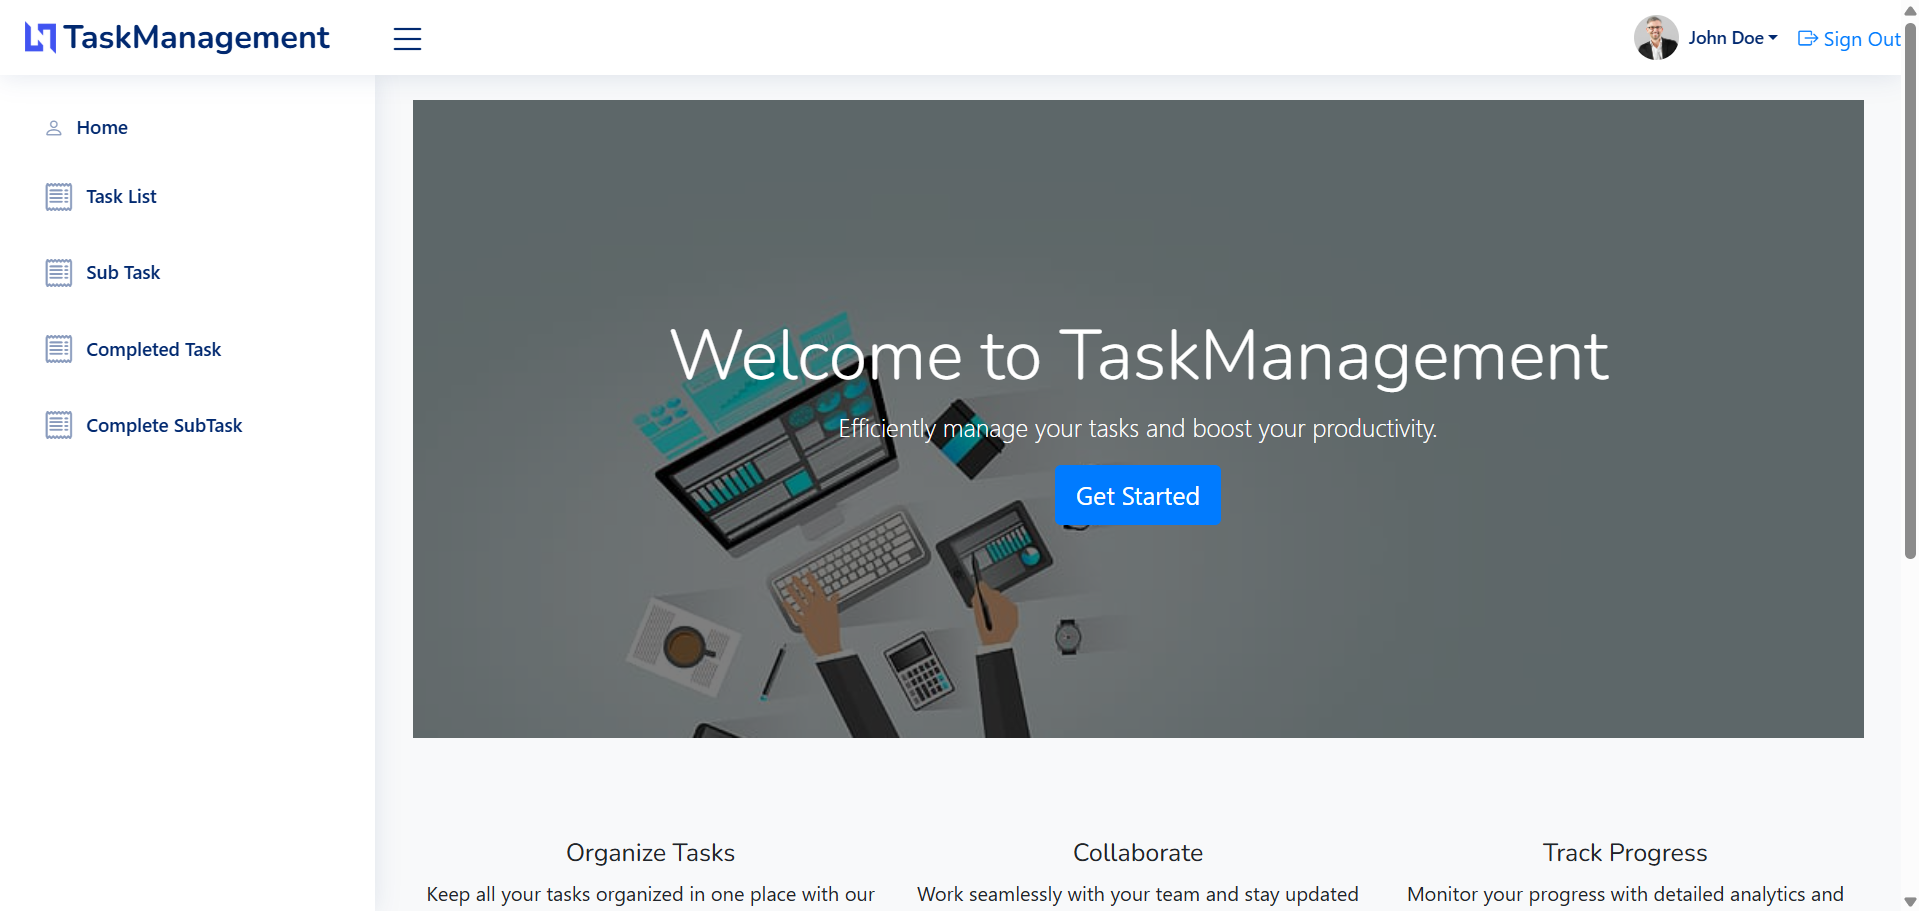 TaskManagement
John Doe
Sign Out
Home
Task List
Sub Task
Completed Task
Complete SubTask
Welcome to TaskManagement
Efficiently manage your tasks and boost your productivity.
Get Started
Organize Tasks
Keep all your tasks organized in one place with our
Collaborate
Work seamlessly with your team and stay updated
Track Progress
Monitor your progress with detailed analytics and